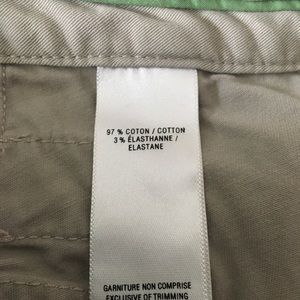 97 % COTON / COTTON
3 % ÉLASTHANNE /
ELASTANE
GARNITURE NON COMPRISE
EXCLUSIVE OF TRIMMING